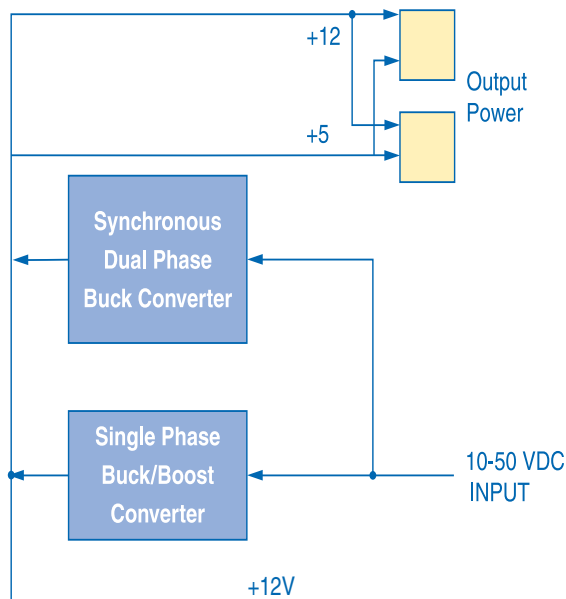 +12
Output
Power
+5
Synchronous
Dual Phase
Buck Converter
Single Phase
Buck/Boost
Converter
10-50 VDC
INPUT
+12V